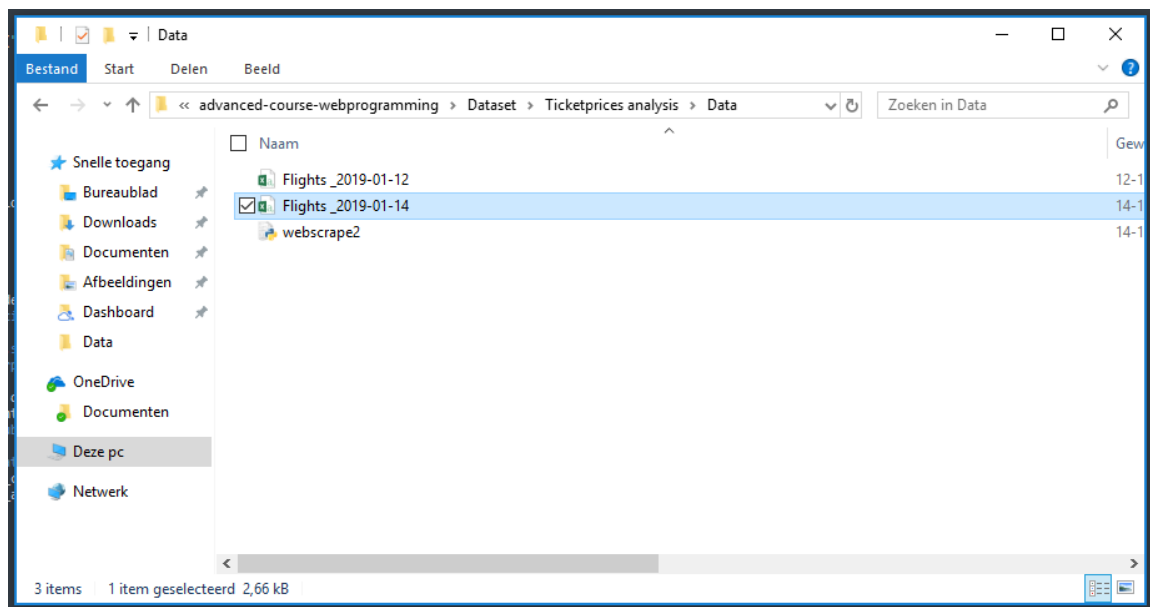 Data
Bestand Start Delen Beeld
« advanced-course-webprogramming > Dataset > Ticketprices analysis > Data Zoeken in Data
Naam Gew
Snelle toegang
Flights _2019-01-12 12-1
Bureaublad
Flights _2019-01-14 14-1
Downloads
webscrape2 14-1
Documenten
Afbeeldingen
Dashboard
Data
OneDrive
Documenten
Deze pc
Netwerk
3 items 1 item geselecteerd 2,66 kB